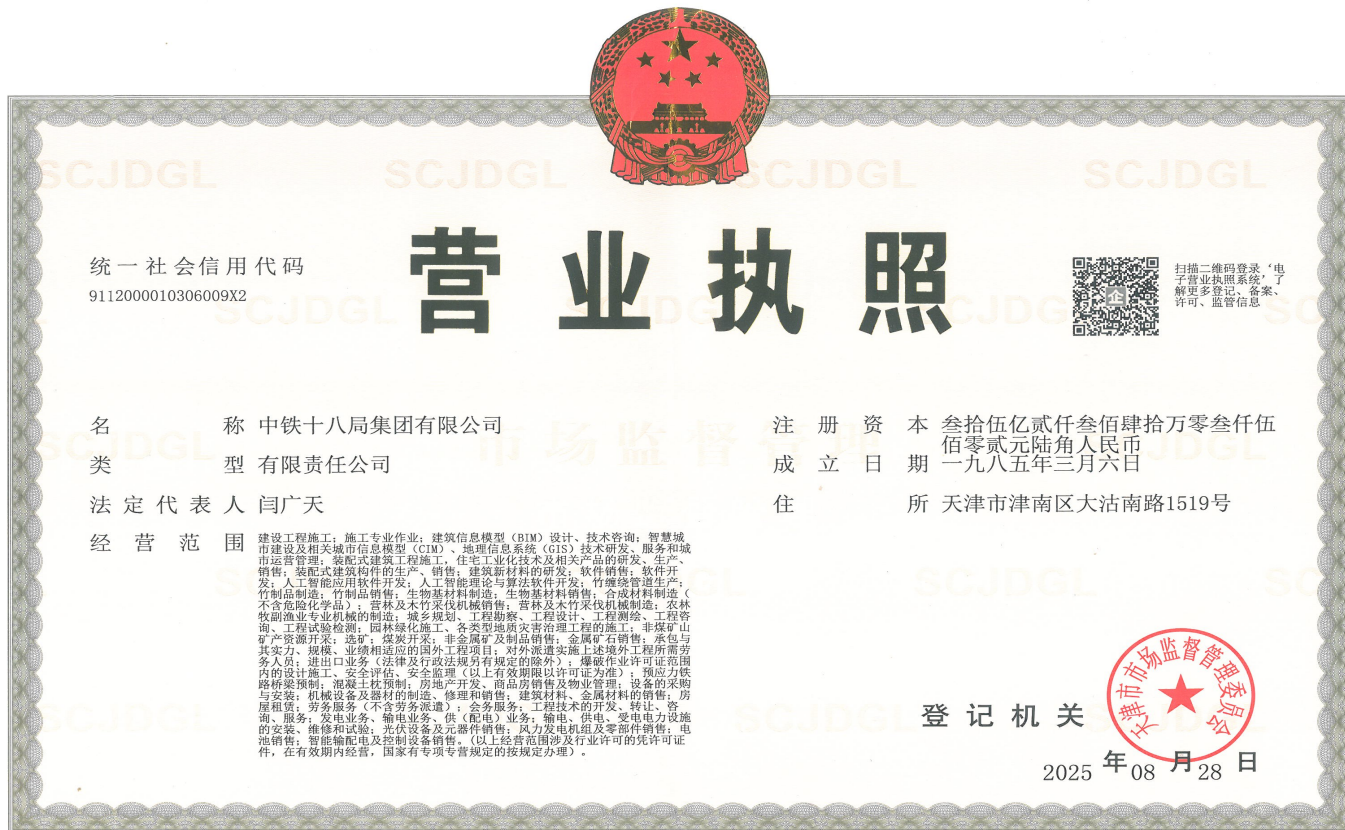 营业执照
统一社会信用代码
9112000010306009X2
扫描二维码登录‘电
子营业执照系统’了
解更多登记、备案、
许可、监管信息
名称 中铁十八局集团有限公司
类型 有限责任公司
法定代表人 闫广天
经营范围 建设工程施工；施工专业作业；建筑信息模型（BIM）设计、技术咨询；智慧城
市建设及相关城市信息模型（CIM）、地理信息系统（GIS）技术研发、服务和城
市运营管理；装配式建筑工程施工，住宅工业化技术及相关产品的研发、生产、
销售；装配式建筑构件的生产、销售；建筑新材料的研发；软件销售；软件开
发；人工智能应用软件开发；人工智能理论与算法软件开发；竹缠绕管道生产；
竹制品制造；竹制品销售；生物基材料制造；生物基材料销售；合成材料制造（
不含危险化学品）；营林及木竹采伐机械销售；营林及木竹采伐机械制造；农林
牧副渔业专业机械的制造；城乡规划、工程勘察、工程设计、工程测绘、工程咨
询、工程试验检测；园林绿化施工、各类型地质灾害治理工程的施工；非煤矿山
矿产资源开采；选矿；煤炭开采；非金属矿及制品销售；金属矿石销售；承包与
其实力、规模、业绩相适应的国外工程项目；对外派遣实施上述境外工程所需劳
务人员；进出口业务（法律及行政法规另有规定的除外）；爆破作业许可证范围
内的设计施工、安全评估、安全监理（以上有效期限以许可证为准）；预应力铁
路桥梁预制；混凝土枕预制；房地产开发、商品房销售及物业管理；设备的采购
与安装；机械设备及器材的制造、修理和销售；建筑材料、金属材料的销售；房
屋租赁；劳务服务（不含劳务派遣）；会务服务；工程技术的开发、转让、咨
询、服务；发电业务、输电业务、供（配电）业务；输电、供电、受电电力设施
的安装、维修和试验；光伏设备及元器件销售；风力发电机组及零部件销售；电
池销售；智能输配电及控制设备销售。（以上经营范围涉及行业许可的凭许可证
件，在有效期内经营，国家有专项专营规定的按规定办理）。
注册资本 叁拾伍亿贰仟叁佰肆拾万零叁仟伍
佰零贰元陆角人民币
成立日期 一九八五年三月六日
住所 天津市津南区大沽南路1519号
登记机关
天津市市场监督管理委员会
2025 年 08 月 28 日
市场监督管理
SCJDGL